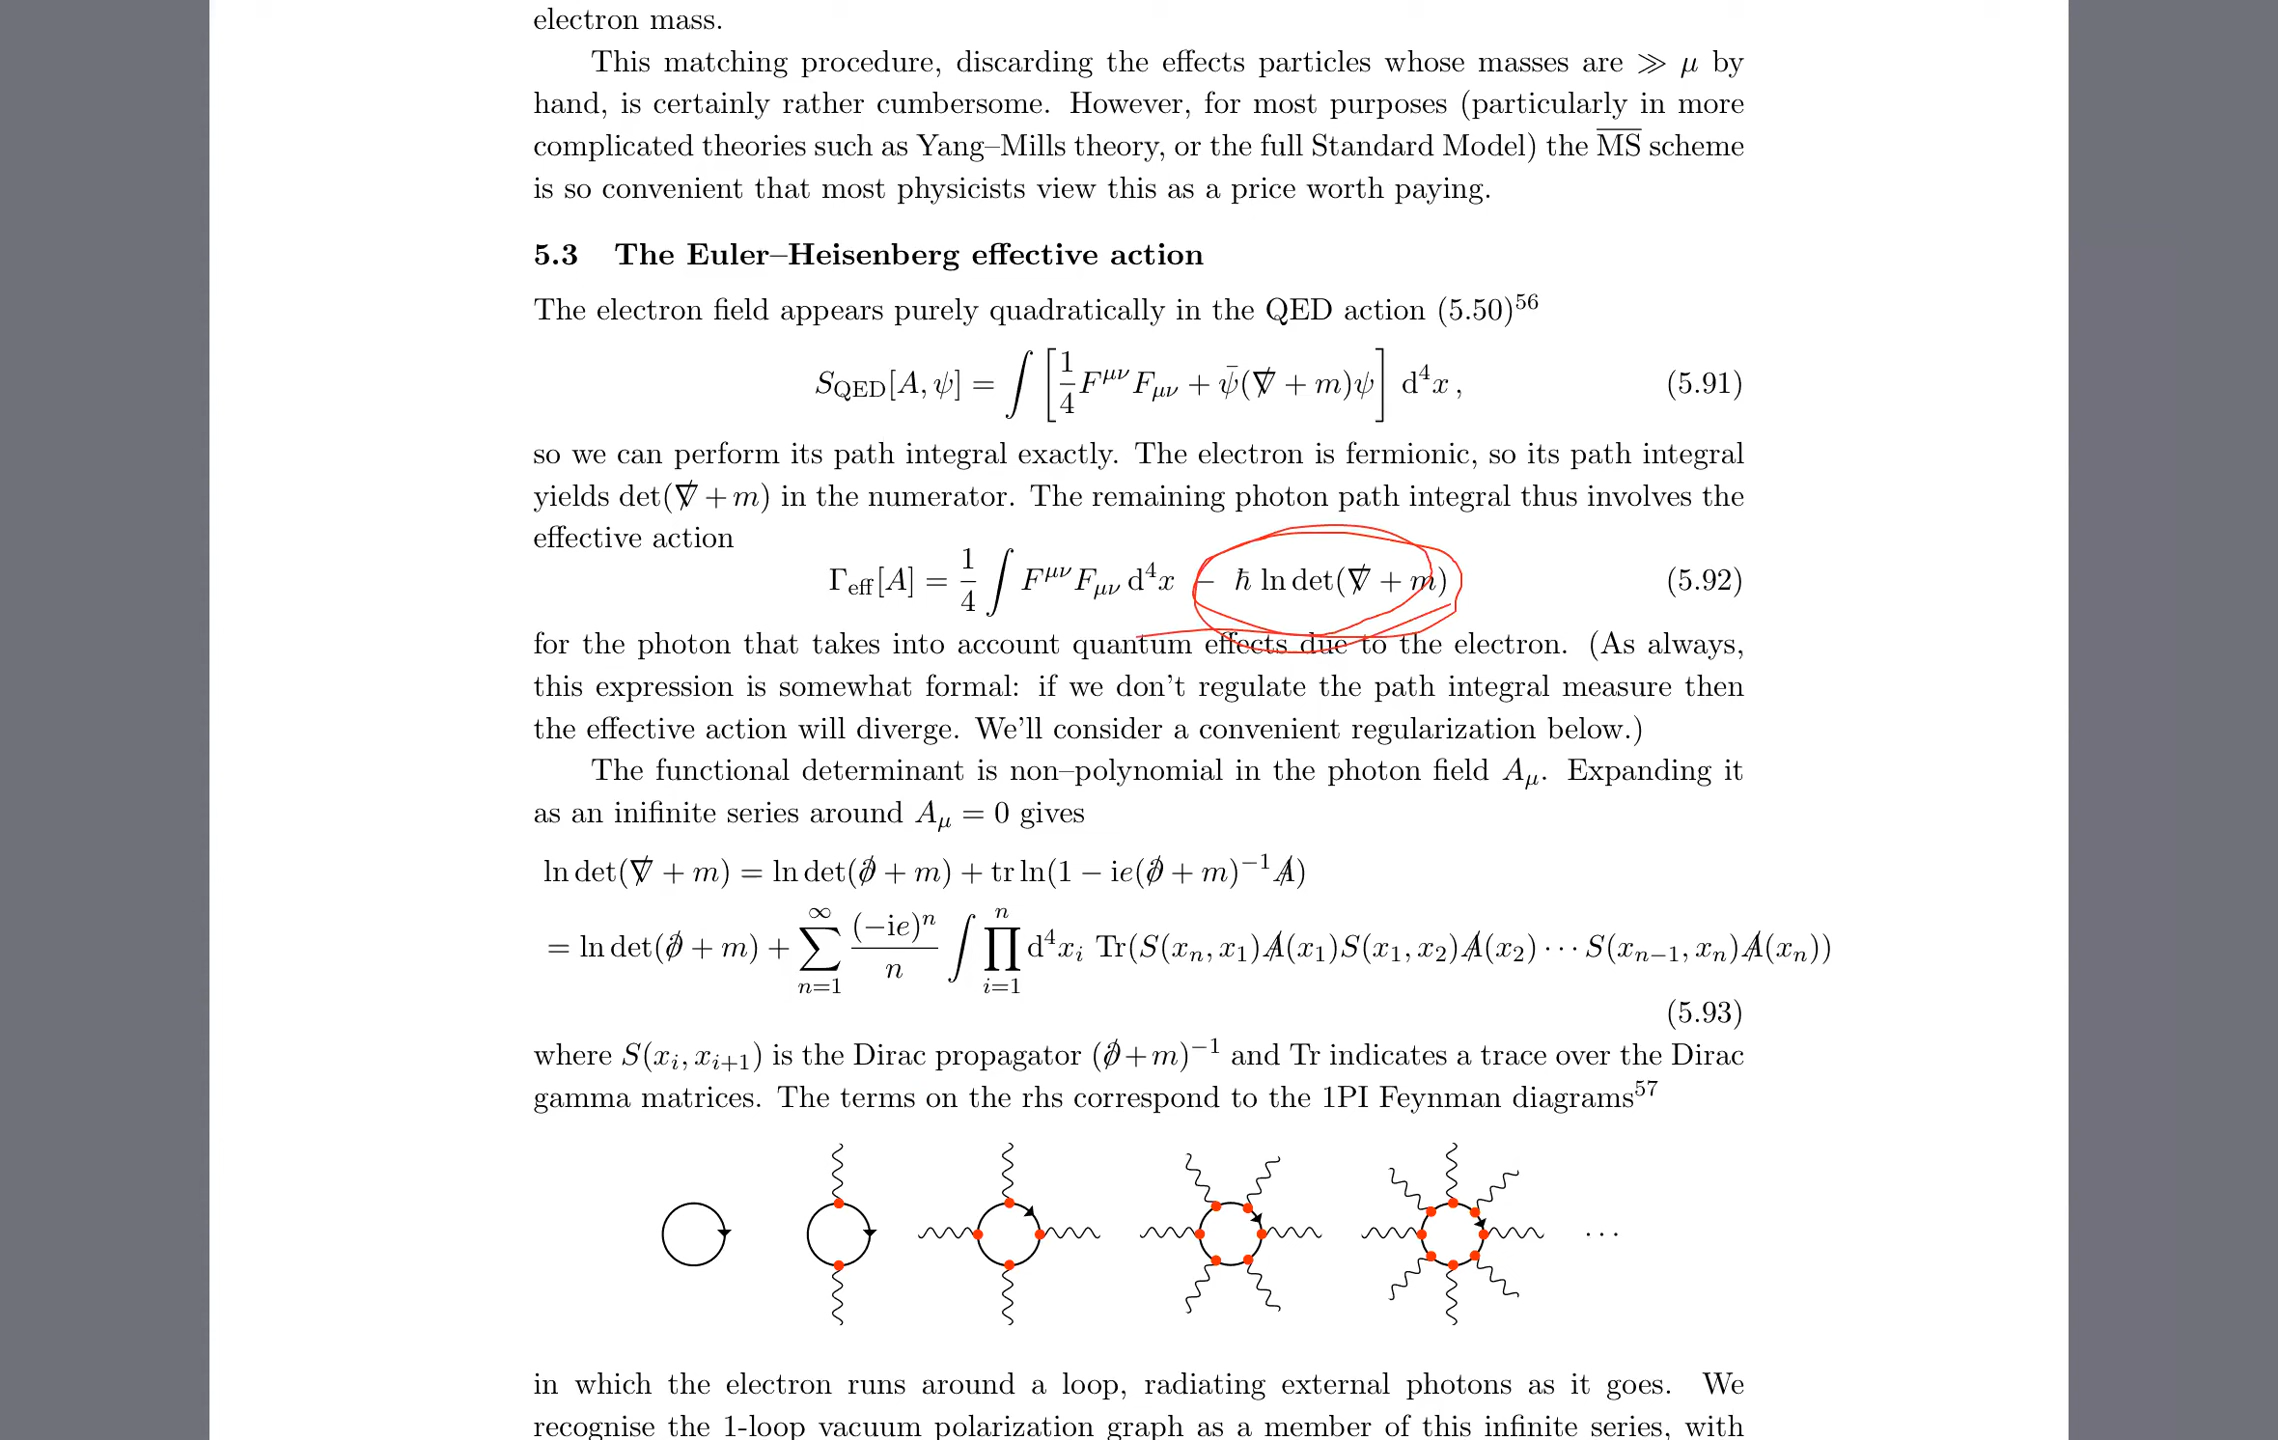 electron mass.
This matching procedure, discarding the effects particles whose masses are ≫ μ by
hand, is certainly rather cumbersome. However, for most purposes (particularly in more
complicated theories such as Yang–Mills theory, or the full Standard Model) the M̅S̅ scheme
is so convenient that most physicists view this as a price worth paying.
5.3 The Euler–Heisenberg effective action
The electron field appears purely quadratically in the QED action (5.50)⁵⁶
S_QED[A, ψ] = ∫ [ 1/4 F^{μν}F_{μν} + ψ̄(∇̸ + m)ψ ] d⁴x , (5.91)
so we can perform its path integral exactly. The electron is fermionic, so its path integral
yields det(∇̸ + m) in the numerator. The remaining photon path integral thus involves the
effective action
Γ_eff[A] = 1/4 ∫ F^{μν}F_{μν} d⁴x − ℏ ln det(∇̸ + m) (5.92)
for the photon that takes into account quantum effects due to the electron. (As always,
this expression is somewhat formal: if we don't regulate the path integral measure then
the effective action will diverge. We'll consider a convenient regularization below.)
The functional determinant is non–polynomial in the photon field A_μ. Expanding it
as an inifinite series around A_μ = 0 gives
ln det(∇̸ + m) = ln det(∂̸ + m) + tr ln(1 − ie(∂̸ + m)⁻¹A̸)
= ln det(∂̸ + m) + ∑_{n=1}^{∞} (−ie)ⁿ/n ∫ ∏_{i=1}^{n} d⁴x_i Tr(S(x_n, x_1)A̸(x_1)S(x_1, x_2)A̸(x_2) ··· S(x_{n−1}, x_n)A̸(x_n))
(5.93)
where S(x_i, x_{i+1}) is the Dirac propagator (∂̸+m)⁻¹ and Tr indicates a trace over the Dirac
gamma matrices. The terms on the rhs correspond to the 1PI Feynman diagrams⁵⁷
···
in which the electron runs around a loop, radiating external photons as it goes. We
recognise the 1-loop vacuum polarization graph as a member of this infinite series, with